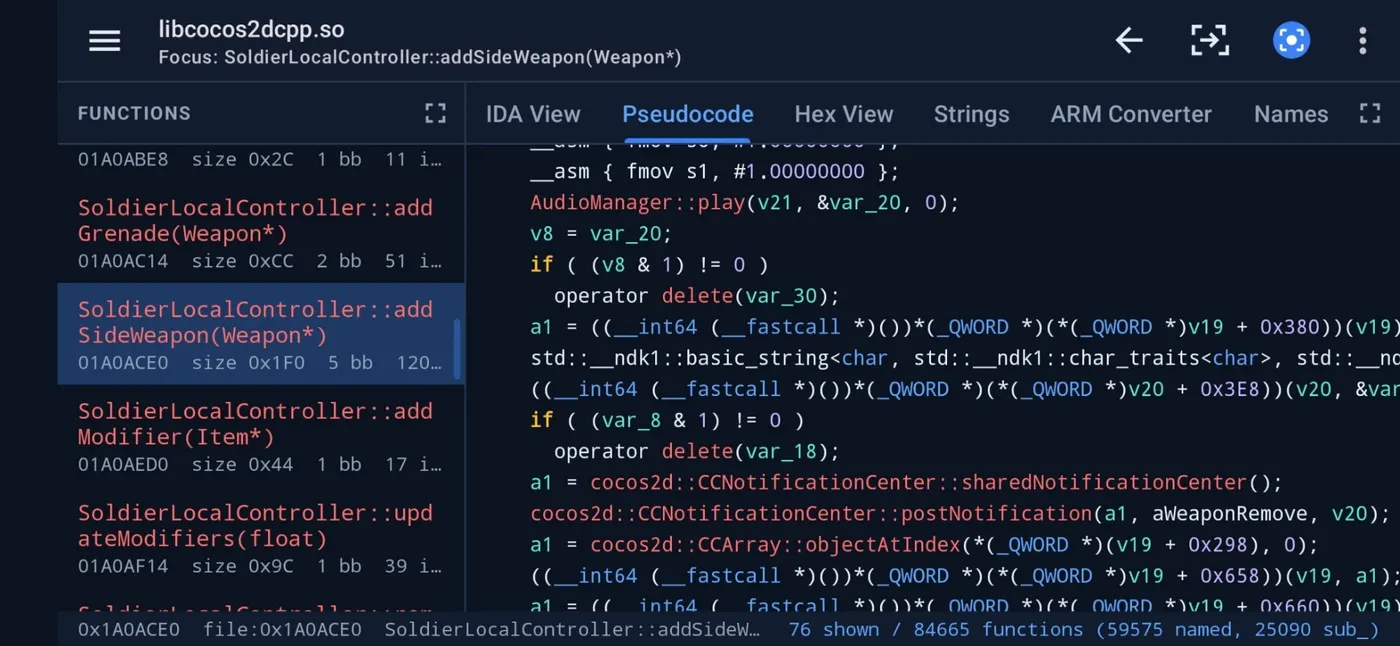 libcocos2dcpp.so
Focus: SoldierLocalController::addSideWeapon(Weapon*)
FUNCTIONS
IDA View Pseudocode Hex View Strings ARM Converter Names
01A0ABE8 size 0x2C 1 bb 11 i…
SoldierLocalController::add
Grenade(Weapon*)
01A0AC14 size 0xCC 2 bb 51 i…
SoldierLocalController::add
SideWeapon(Weapon*)
01A0ACE0 size 0x1F0 5 bb 120…
SoldierLocalController::add
Modifier(Item*)
01A0AED0 size 0x44 1 bb 17 i…
SoldierLocalController::upd
ateModifiers(float)
01A0AF14 size 0x9C 1 bb 39 i…
__asm { fmov s1, #1.00000000 };
AudioManager::play(v21, &var_20, 0);
v8 = var_20;
if ( (v8 & 1) != 0 )
operator delete(var_30);
a1 = ((__int64 (__fastcall *)())*(_QWORD *)(*(_QWORD *)v19 + 0x380))(v19)
std::__ndk1::basic_string<char, std::__ndk1::char_traits<char>, std::__nd
((__int64 (__fastcall *)())*(_QWORD *)(*(_QWORD *)v20 + 0x3E8))(v20, &var
if ( (var_8 & 1) != 0 )
operator delete(var_18);
a1 = cocos2d::CCNotificationCenter::sharedNotificationCenter();
cocos2d::CCNotificationCenter::postNotification(a1, aWeaponRemove, v20);
a1 = cocos2d::CCArray::objectAtIndex(*(_QWORD *)(v19 + 0x298), 0);
((__int64 (__fastcall *)())*(_QWORD *)(*(_QWORD *)v19 + 0x658))(v19, a1);
a1 = ((__int64 (__fastcall *)())*(_QWORD *)(*(_QWORD *)v19 + 0x660))(v19)
0x1A0ACE0 file:0x1A0ACE0 SoldierLocalController::addSideW… 76 shown / 84665 functions (59575 named, 25090 sub_)